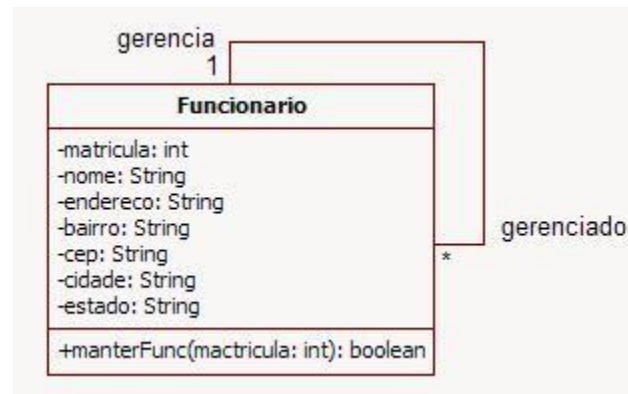 gerencia
1
Funcionario
-matricula: int
-nome: String
-endereco: String
-bairro: String
-cep: String
-cidade: String
-estado: String
gerenciado
*
+manterFunc(mactricula: int): boolean